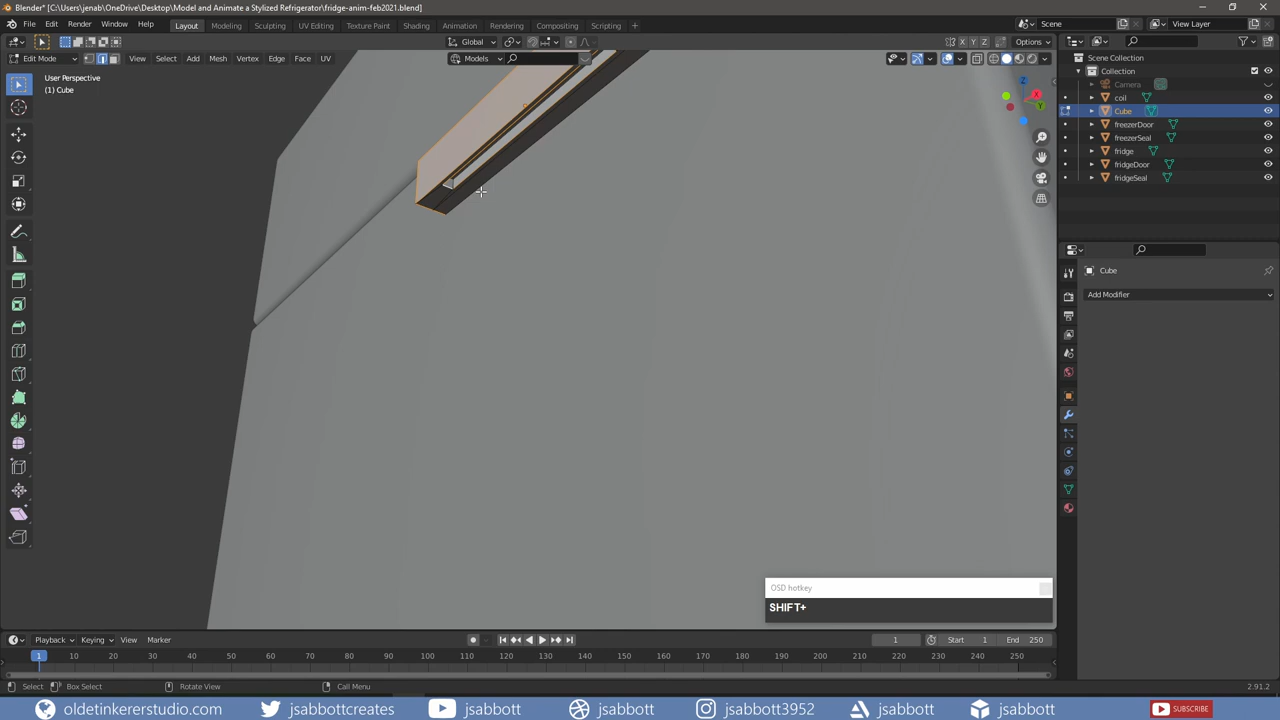 Blender* [C:\Users\jenab\OneDrive\Desktop\Model and Animate a Stylized Refrigerator/fridge-anim-feb2021.blend]
File Edit Render Window Help Layout Modeling Sculpting UV Editing Texture Paint Shading Animation Rendering Compositing Scripting + Scene View Layer
Global X Y Z Options
Edit Mode View Select Add Mesh Vertex Edge Face UV Models
User Perspective
(1) Cube
Z
X
Y
Scene Collection
Collection
Camera
coil
Cube
freezerDoor
freezerSeal
fridge
fridgeDoor
fridgeSeal
Cube
Add Modifier
OSD hotkey
SHIFT+
Playback Keying View Marker 1 Start 1 End 250
1 10 20 30 40 50 60 70 80 90 100 110 120 130 140 150 160 170 180 190 200 210 220 230 240 250
Select Box Select Rotate View Call Menu 2.91.2
oldetinkererstudio.com jsabbottcreates jsabbott jsabbott jsabbott3952 jsabbott jsabbott SUBSCRIBE